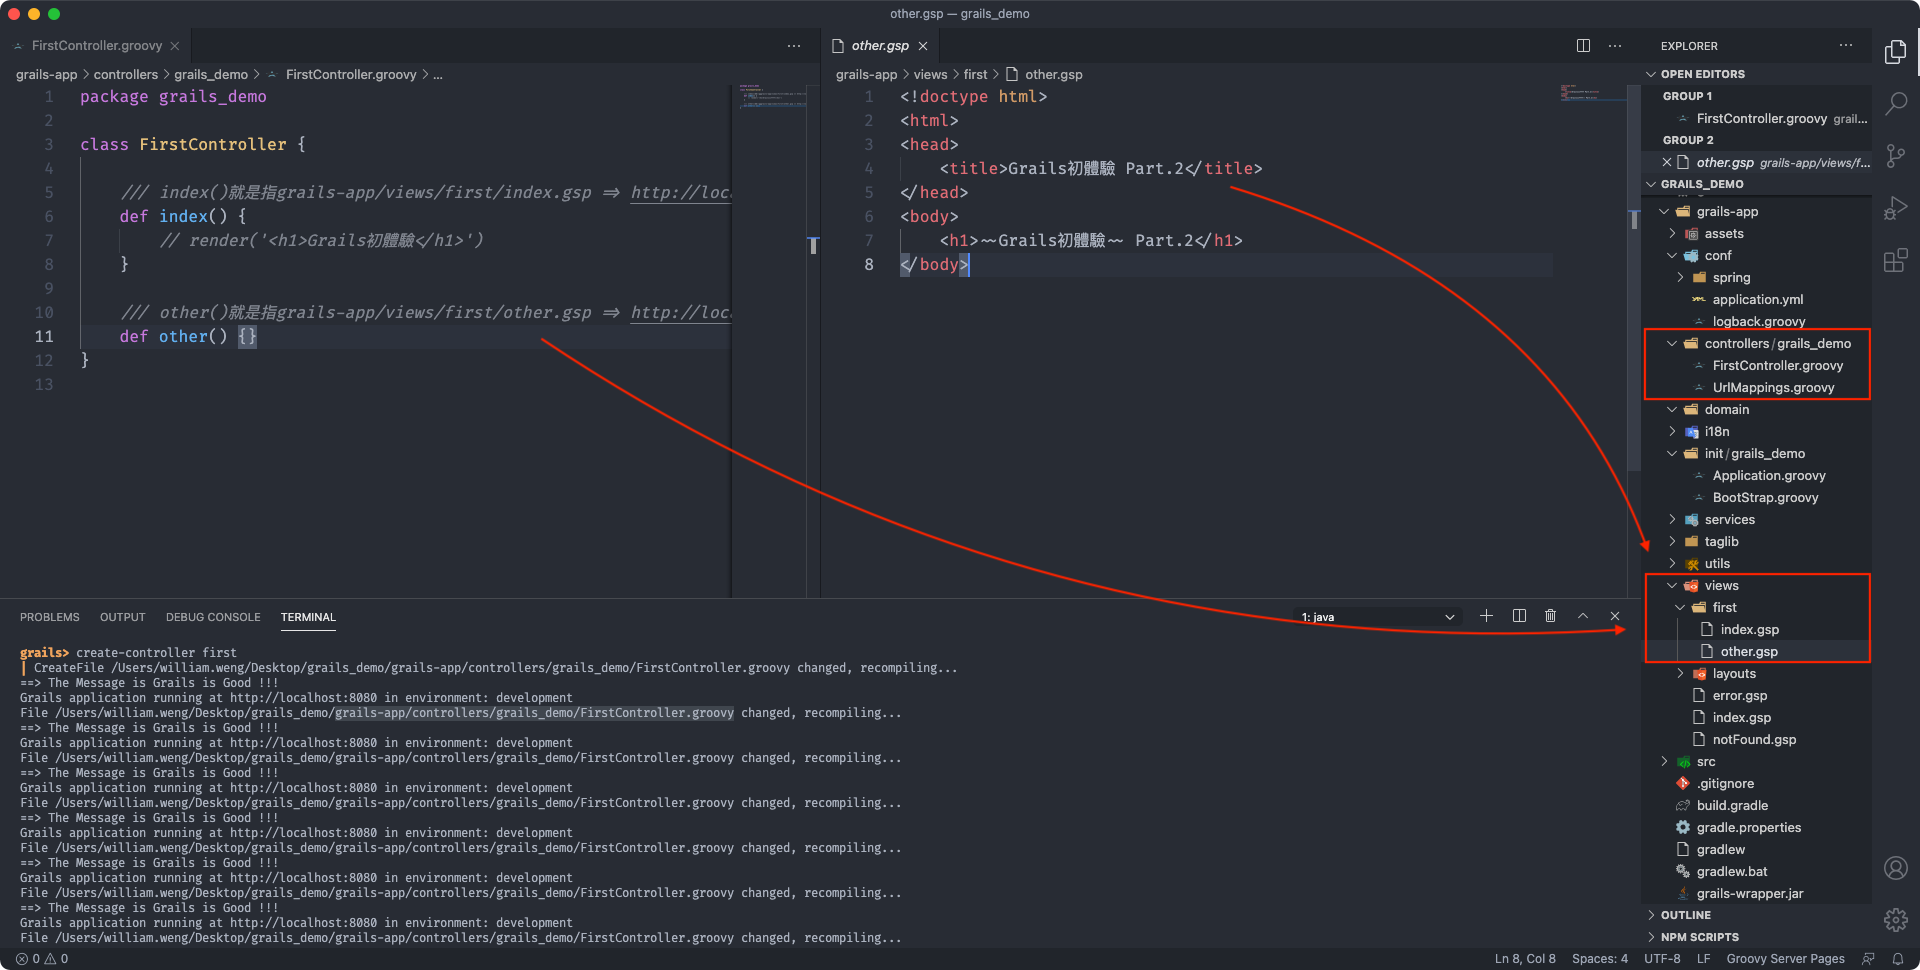 other.gsp — grails_demo
FirstController.groovy
grails-app > controllers > grails_demo > FirstController.groovy > ...
1 package grails_demo
2
3 class FirstController {
4
5 /// index()就是指grails-app/views/first/index.gsp => http://loc
6 def index() {
7 // render('<h1>Grails初體驗</h1>')
8 }
9
10 /// other()就是指grails-app/views/first/other.gsp => http://loc
11 def other() {}
12 }
13
other.gsp
grails-app > views > first > other.gsp
1 <!doctype html>
2 <html>
3 <head>
4 <title>Grails初體驗 Part.2</title>
5 </head>
6 <body>
7 <h1>~~Grails初體驗~~ Part.2</h1>
8 </body>
EXPLORER
OPEN EDITORS
GROUP 1
FirstController.groovy grail...
GROUP 2
other.gsp grails-app/views/f...
GRAILS_DEMO
grails-app
assets
conf
spring
application.yml
logback.groovy
controllers / grails_demo
FirstController.groovy
UrlMappings.groovy
domain
i18n
init / grails_demo
Application.groovy
BootStrap.groovy
services
taglib
utils
views
first
index.gsp
other.gsp
layouts
error.gsp
index.gsp
notFound.gsp
src
.gitignore
build.gradle
gradle.properties
gradlew
gradlew.bat
grails-wrapper.jar
OUTLINE
NPM SCRIPTS
PROBLEMS OUTPUT DEBUG CONSOLE TERMINAL
1: java
grails> create-controller first
| CreateFile /Users/william.weng/Desktop/grails_demo/grails-app/controllers/grails_demo/FirstController.groovy changed, recompiling...
==> The Message is Grails is Good !!!
Grails application running at http://localhost:8080 in environment: development
File /Users/william.weng/Desktop/grails_demo/grails-app/controllers/grails_demo/FirstController.groovy changed, recompiling...
==> The Message is Grails is Good !!!
Grails application running at http://localhost:8080 in environment: development
File /Users/william.weng/Desktop/grails_demo/grails-app/controllers/grails_demo/FirstController.groovy changed, recompiling...
==> The Message is Grails is Good !!!
Grails application running at http://localhost:8080 in environment: development
File /Users/william.weng/Desktop/grails_demo/grails-app/controllers/grails_demo/FirstController.groovy changed, recompiling...
==> The Message is Grails is Good !!!
Grails application running at http://localhost:8080 in environment: development
File /Users/william.weng/Desktop/grails_demo/grails-app/controllers/grails_demo/FirstController.groovy changed, recompiling...
==> The Message is Grails is Good !!!
Grails application running at http://localhost:8080 in environment: development
File /Users/william.weng/Desktop/grails_demo/grails-app/controllers/grails_demo/FirstController.groovy changed, recompiling...
==> The Message is Grails is Good !!!
Grails application running at http://localhost:8080 in environment: development
File /Users/william.weng/Desktop/grails_demo/grails-app/controllers/grails_demo/FirstController.groovy changed, recompiling...
0 0
Ln 8, Col 8 Spaces: 4 UTF-8 LF Groovy Server Pages